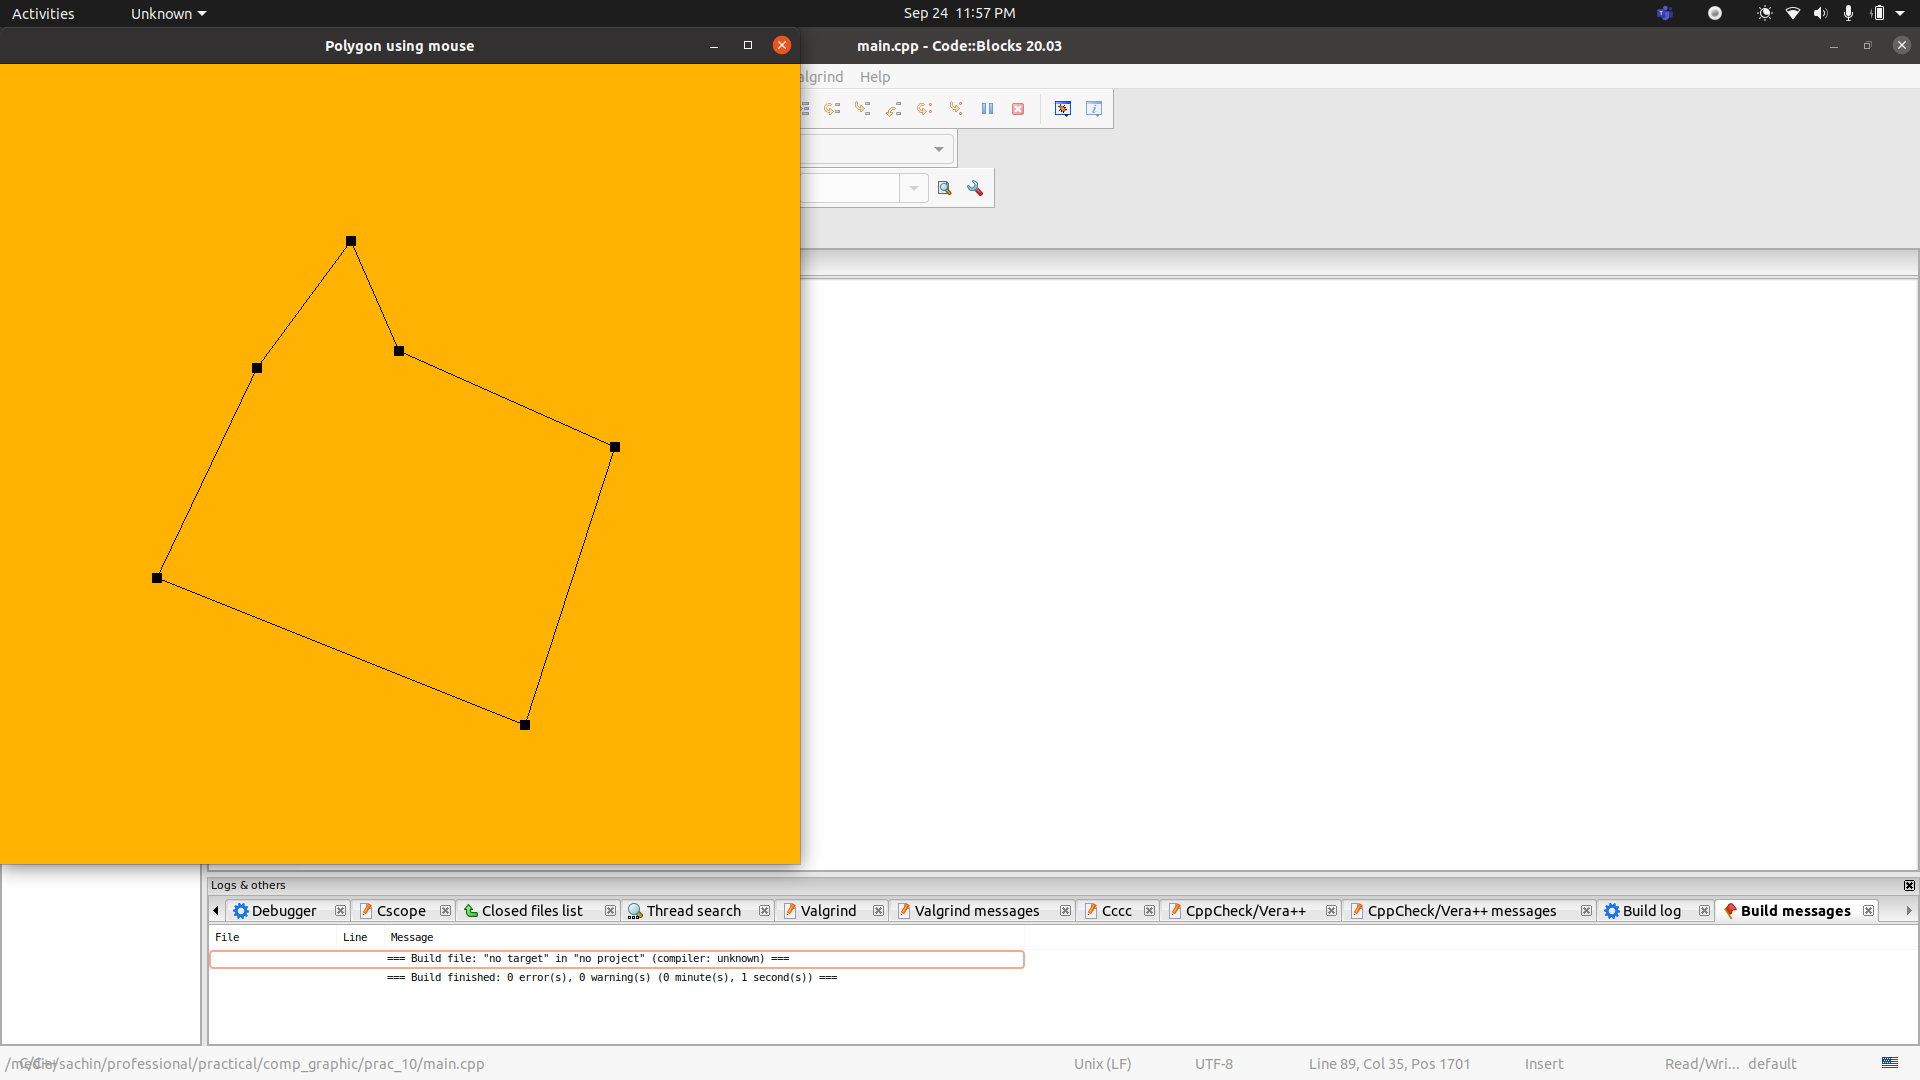 Activities Unknown Sep 24 11:57 PM
Polygon using mouse
main.cpp - Code::Blocks 20.03
algrind Help
Logs & others
Debugger Cscope Closed files list Thread search Valgrind Valgrind messages Cccc CppCheck/Vera++ CppCheck/Vera++ messages Build log Build messages
File Line Message
=== Build file: "no target" in "no project" (compiler: unknown) ===
=== Build finished: 0 error(s), 0 warning(s) (0 minute(s), 1 second(s)) ===
/media/sachin/professional/practical/comp_graphic/prac_10/main.cpp C/C++ Unix (LF) UTF-8 Line 89, Col 35, Pos 1701 Insert Read/Wri... default